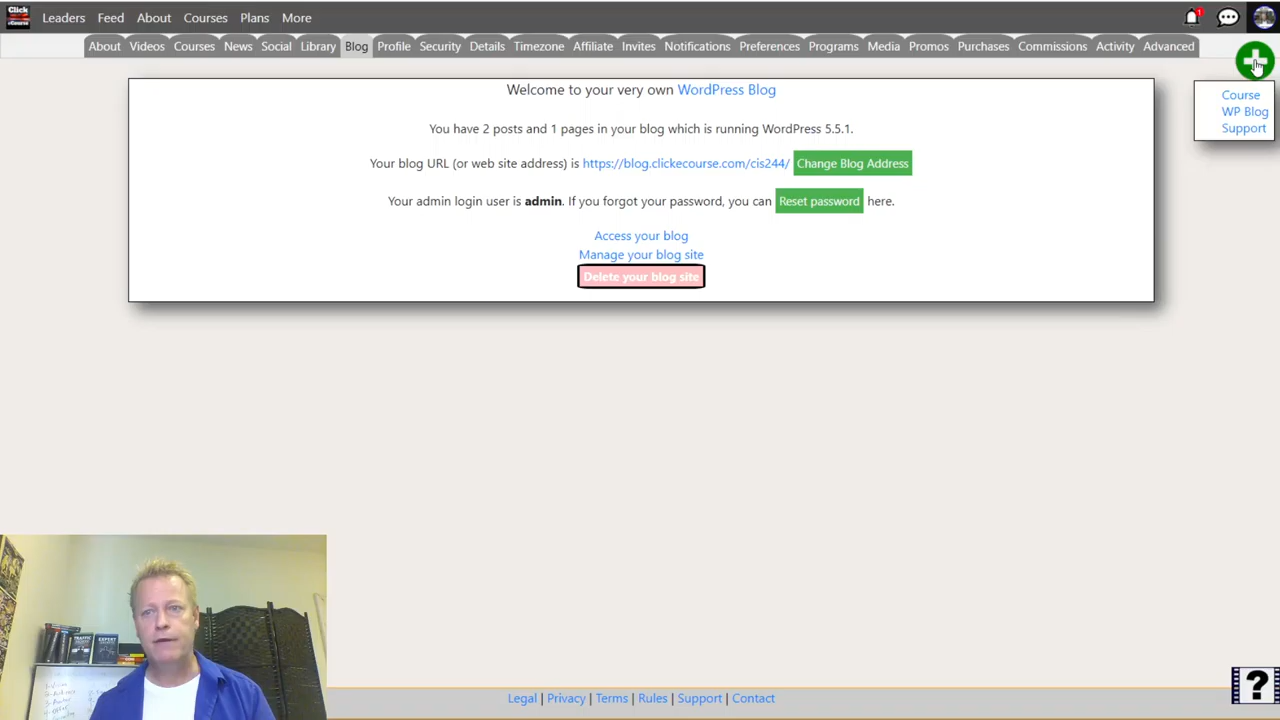 Click
eCourse
Leaders Feed About Courses Plans More
1
About Videos Courses News Social Library Blog Profile Security Details Timezone Affiliate Invites Notifications Preferences Programs Media Promos Purchases Commissions Activity Advanced
Course
WP Blog
Support
Welcome to your very own WordPress Blog
You have 2 posts and 1 pages in your blog which is running WordPress 5.5.1.
Your blog URL (or web site address) is https://blog.clickecourse.com/cis244/ Change Blog Address
Your admin login user is admin. If you forgot your password, you can Reset password here.
Access your blog
Manage your blog site
Delete your blog site
TRAFFIC
EXPERT
Legal | Privacy | Terms | Rules | Support | Contact
?